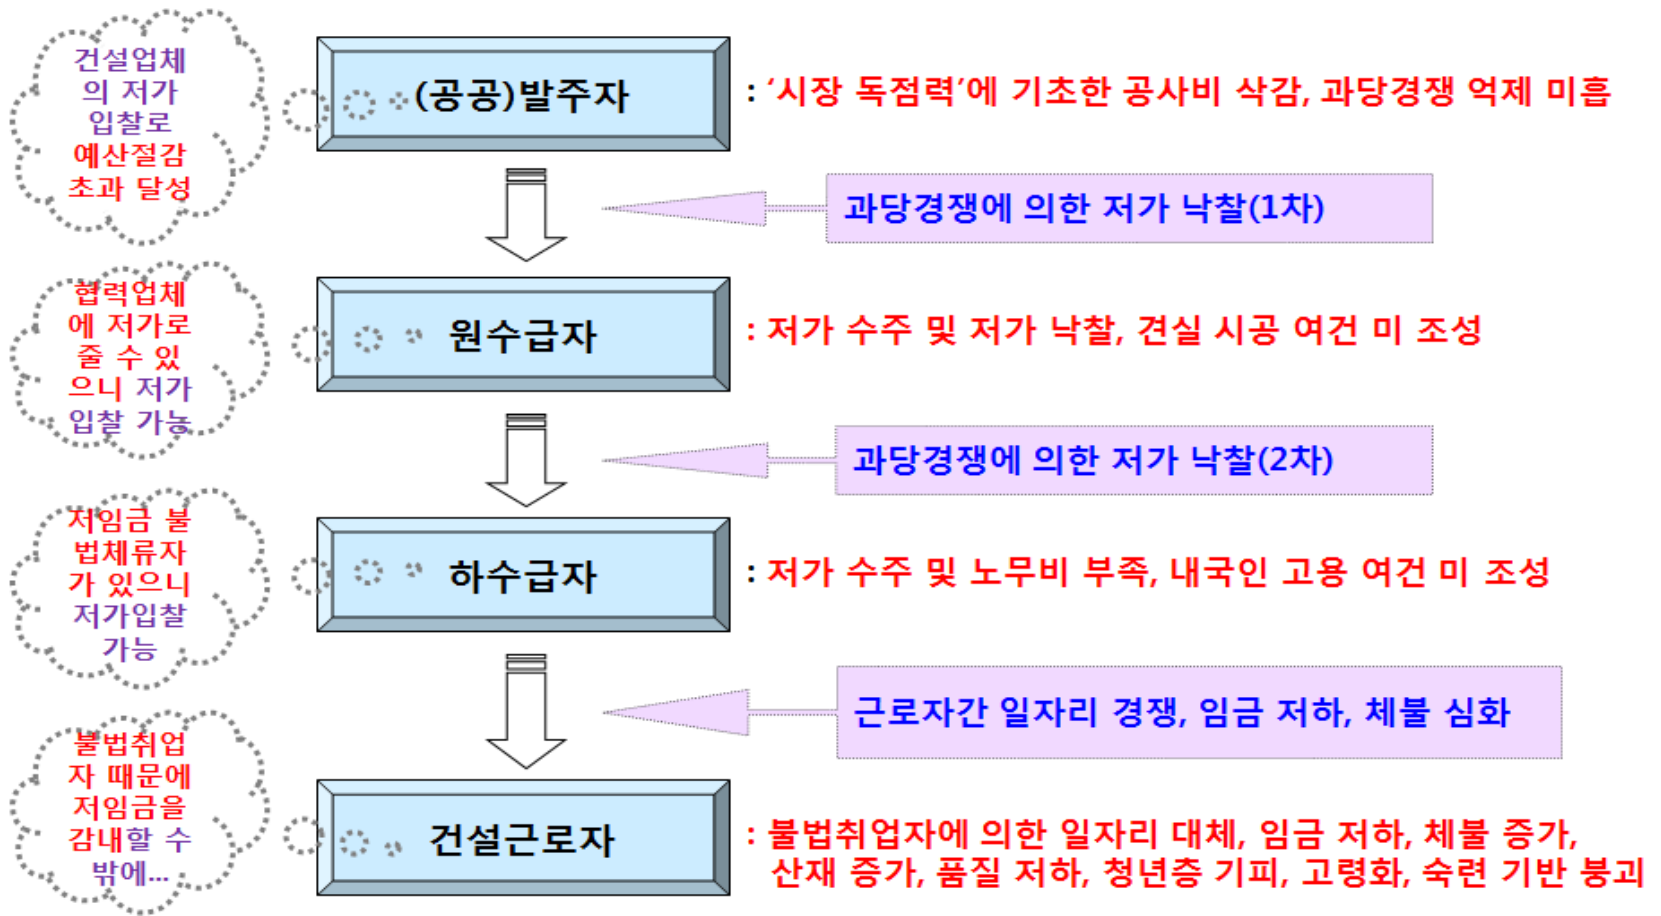 건설업체
의 저가
입찰로
예산절감
초과 달성
(공공)발주자
: ‘시장 독점력’에 기초한 공사비 삭감, 과당경쟁 억제 미흡
과당경쟁에 의한 저가 낙찰(1차)
협력업체
에 저가로
줄 수 있
으니 저가
입찰 가능
원수급자
: 저가 수주 및 저가 낙찰, 견실 시공 여건 미 조성
과당경쟁에 의한 저가 낙찰(2차)
저임금 불
법체류자
가 있으니
저가입찰
가능
하수급자
: 저가 수주 및 노무비 부족, 내국인 고용 여건 미 조성
근로자간 일자리 경쟁, 임금 저하, 체불 심화
불법취업
자 때문에
저임금을
감내할 수
밖에...
건설근로자
: 불법취업자에 의한 일자리 대체, 임금 저하, 체불 증가,
산재 증가, 품질 저하, 청년층 기피, 고령화, 숙련 기반 붕괴